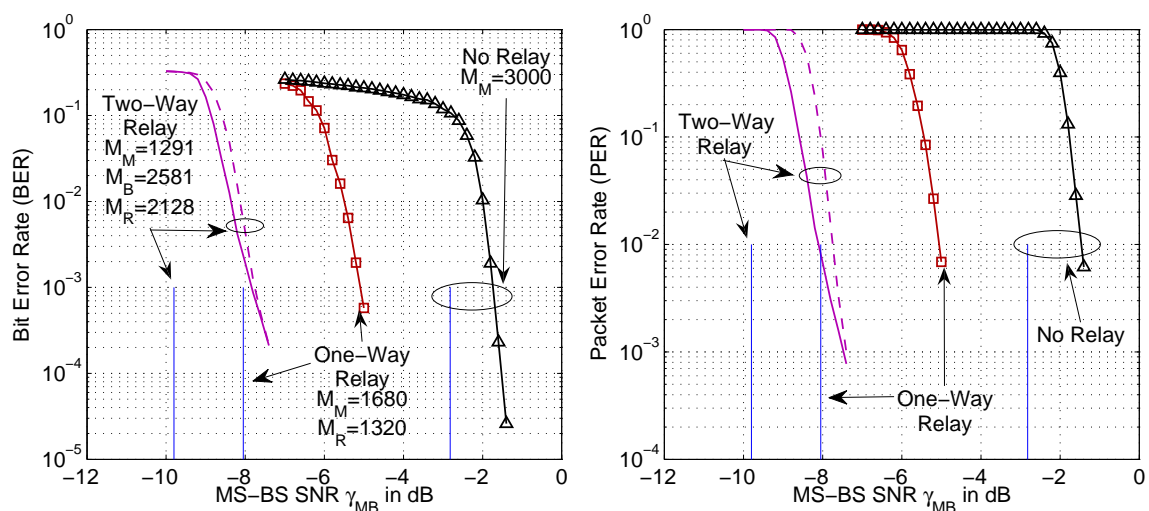 10^0
10^−1
10^−2
10^−3
10^−4
10^−5
Bit Error Rate (BER)
Two−Way
Relay
M_M=1291
M_B=2581
M_R=2128
No Relay
M_M=3000
One−Way
Relay
M_M=1680
M_R=1320
−12
−10
−8
−6
−4
−2
0
MS−BS SNR γ_MB in dB
10^0
10^−1
10^−2
10^−3
10^−4
Packet Error Rate (PER)
Two−Way
Relay
No Relay
One−Way
Relay
−12
−10
−8
−6
−4
−2
0
MS−BS SNR γ_MB in dB